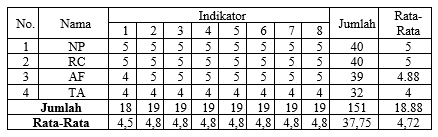 No. Nama Indikator Jumlah Rata-Rata
1 2 3 4 5 6 7 8
1 NP 5 5 5 5 5 5 5 5 40 5
2 RC 5 5 5 5 5 5 5 5 40 5
3 AF 4 5 5 5 5 5 5 5 39 4.88
4 TA 4 4 4 4 4 4 4 4 32 4
Jumlah 18 19 19 19 19 19 19 19 151 18.88
Rata-Rata 4,5 4,8 4,8 4,8 4,8 4,8 4,8 4,8 37,75 4,72